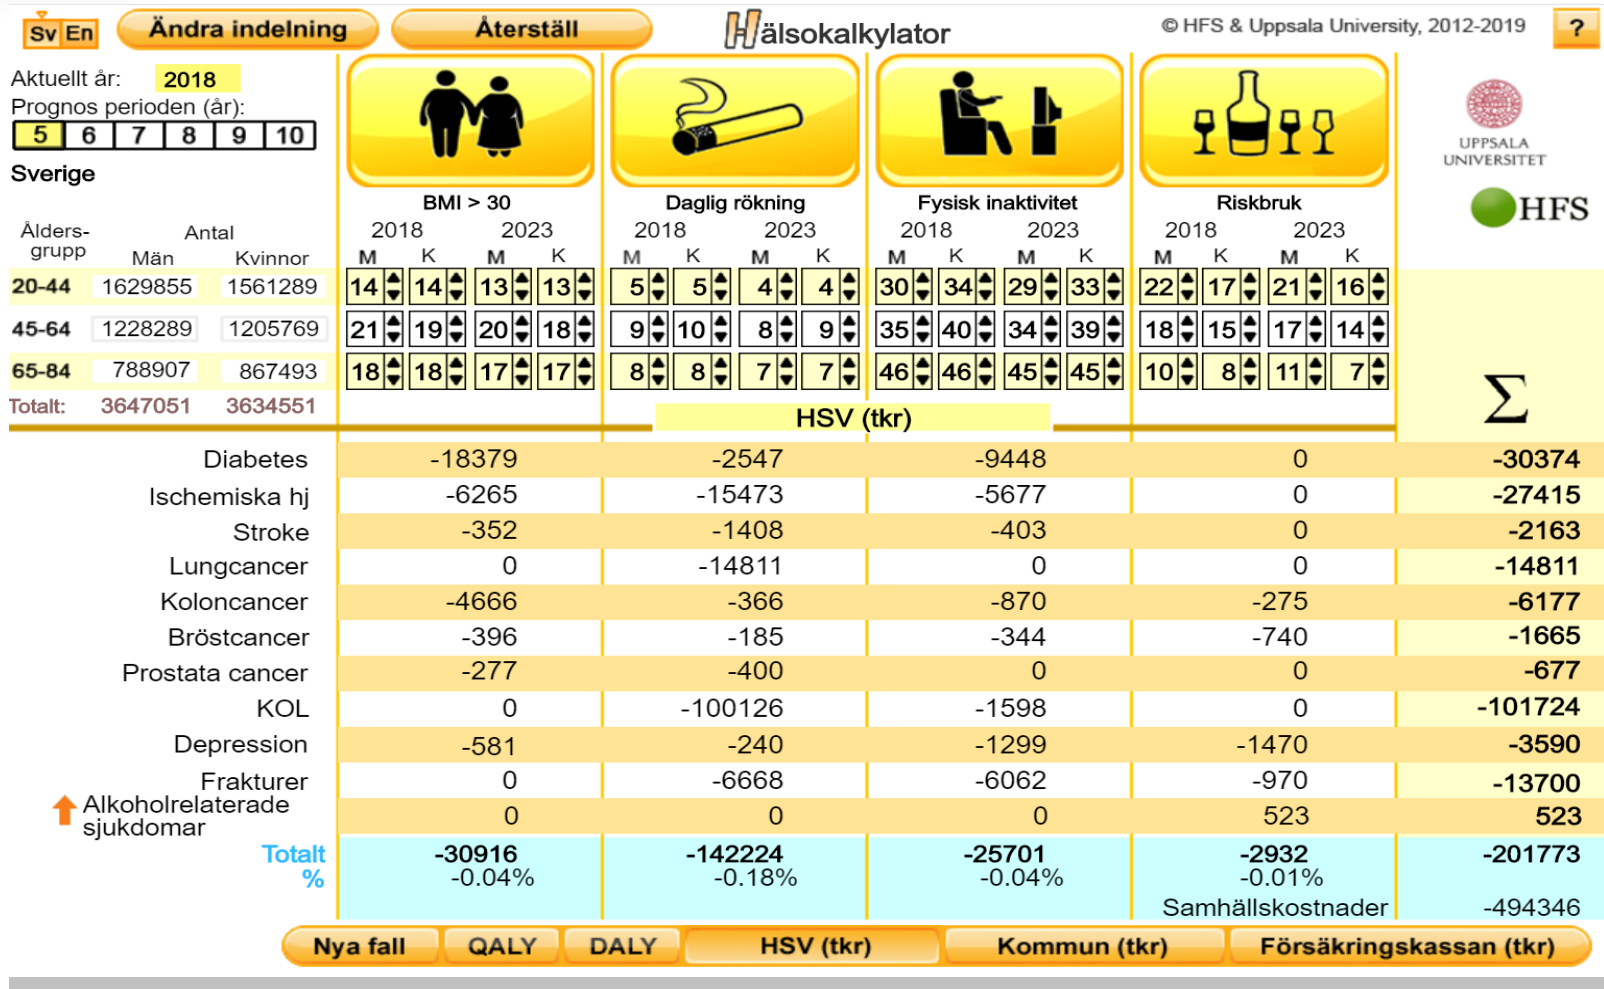 Sv En Ändra indelning Återställ Hälsokalkylator © HFS & Uppsala University, 2012-2019 ?
Aktuellt år: 2018
Prognos perioden (år):
5 6 7 8 9 10
Sverige
UPPSALA
UNIVERSITET
HFS
BMI > 30 Daglig rökning Fysisk inaktivitet Riskbruk
Ålders-
grupp
Antal
2018 2023 2018 2023 2018 2023 2018 2023
Män Kvinnor M K M K M K M K M K M K M K M K
20-44 1629855 1561289 14 14 13 13 5 5 4 4 30 34 29 33 22 17 21 16
45-64 1228289 1205769 21 19 20 18 9 10 8 9 35 40 34 39 18 15 17 14
65-84 788907 867493 18 18 17 17 8 8 7 7 46 46 45 45 10 8 11 7
Totalt: 3647051 3634551
Σ
HSV (tkr)
Diabetes -18379 -2547 -9448 0 -30374
Ischemiska hj -6265 -15473 -5677 0 -27415
Stroke -352 -1408 -403 0 -2163
Lungcancer 0 -14811 0 0 -14811
Koloncancer -4666 -366 -870 -275 -6177
Bröstcancer -396 -185 -344 -740 -1665
Prostata cancer -277 -400 0 0 -677
KOL 0 -100126 -1598 0 -101724
Depression -581 -240 -1299 -1470 -3590
Frakturer 0 -6668 -6062 -970 -13700
Alkoholrelaterade
sjukdomar 0 0 0 523 523
Totalt -30916 -142224 -25701 -2932 -201773
% -0.04% -0.18% -0.04% -0.01%
Samhällskostnader -494346
Nya fall QALY DALY HSV (tkr) Kommun (tkr) Försäkringskassan (tkr)